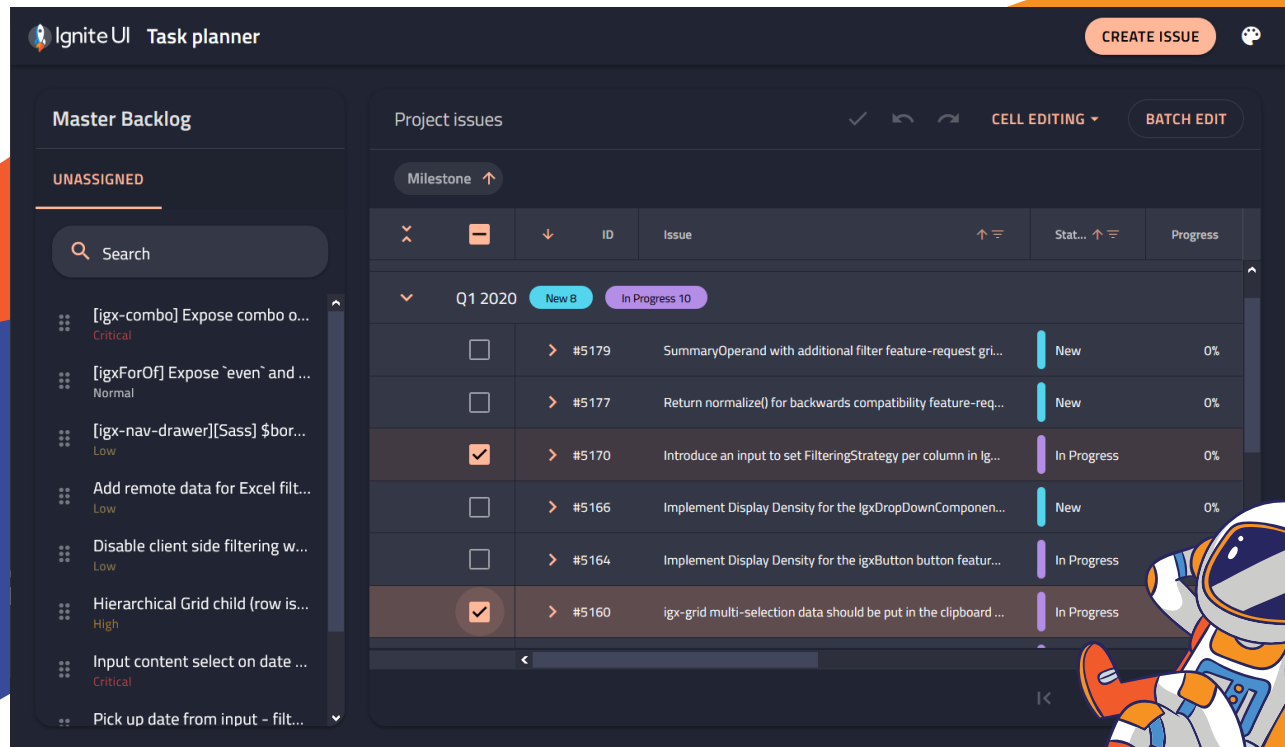 Ignite UI Task planner
CREATE ISSUE
Master Backlog
UNASSIGNED
Search
[igx-combo] Expose combo o...
Critical
[igxForOf] Expose `even` and ...
Normal
[igx-nav-drawer][Sass] $bor...
Low
Add remote data for Excel filt...
Low
Disable client side filtering w...
Low
Hierarchical Grid child (row is...
High
Input content select on date ...
Critical
Pick up date from input - filt...
Project issues
CELL EDITING
BATCH EDIT
Milestone
ID Issue Stat... Progress
Q1 2020 New 8 In Progress 10
#5179 SummaryOperand with additional filter feature-request gri... New 0%
#5177 Return normalize() for backwards compatibility feature-req... New 0%
#5170 Introduce an input to set FilteringStrategy per column in Ig... In Progress 0%
#5166 Implement Display Density for the IgxDropDownComponen... New 0%
#5164 Implement Display Density for the igxButton button featur... In Progress
#5160 igx-grid multi-selection data should be put in the clipboard ... In Progress